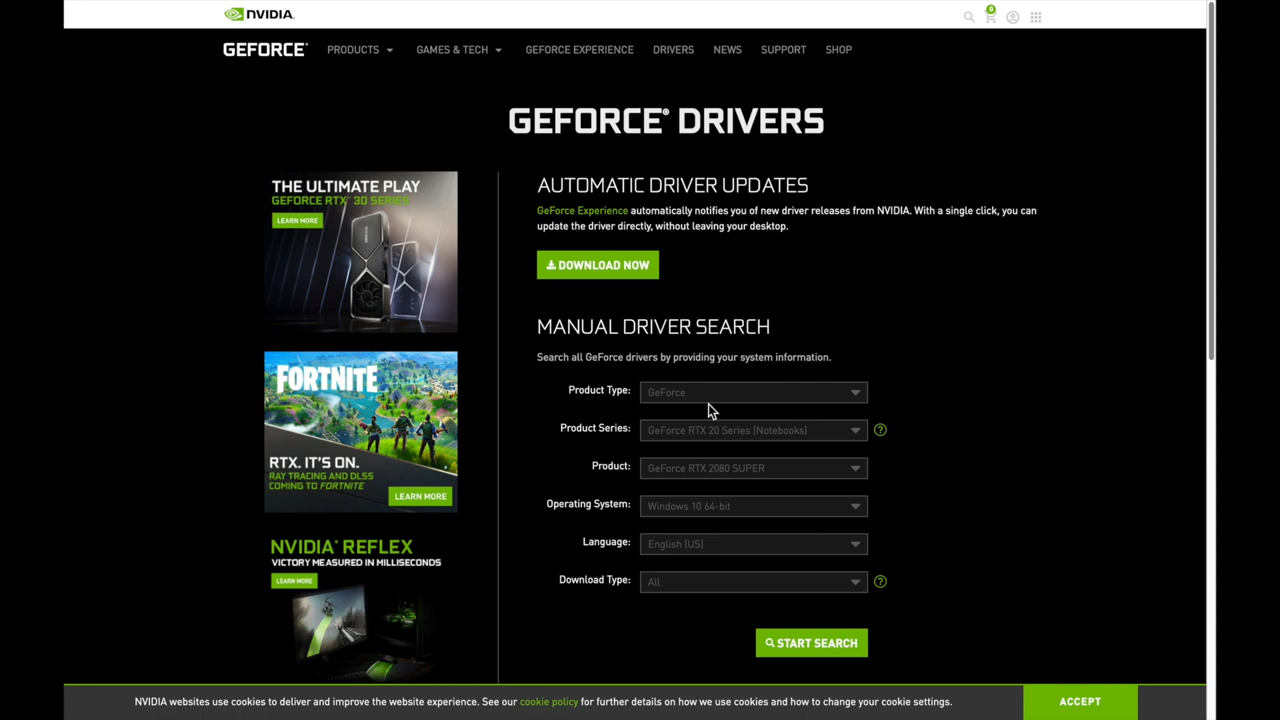 NVIDIA.
0
GEFORCE®
PRODUCTS
GAMES & TECH
GEFORCE EXPERIENCE
DRIVERS
NEWS
SUPPORT
SHOP
GEFORCE® DRIVERS
THE ULTIMATE PLAY
GEFORCE RTX 30 SERIES
LEARN MORE
FORTNITE
RTX. IT'S ON.
RAY TRACING AND DLSS
COMING TO FORTNITE
LEARN MORE
NVIDIA® REFLEX
VICTORY MEASURED IN MILLISECONDS
LEARN MORE
AUTOMATIC DRIVER UPDATES
GeForce Experience automatically notifies you of new driver releases from NVIDIA. With a single click, you can
update the driver directly, without leaving your desktop.
DOWNLOAD NOW
MANUAL DRIVER SEARCH
Search all GeForce drivers by providing your system information.
Product Type: GeForce
Product Series: GeForce RTX 20 Series (Notebooks) ?
Product: GeForce RTX 2080 SUPER
Operating System: Windows 10 64-bit
Language: English (US)
Download Type: All ?
START SEARCH
NVIDIA websites use cookies to deliver and improve the website experience. See our cookie policy for further details on how we use cookies and how to change your cookie settings.
ACCEPT